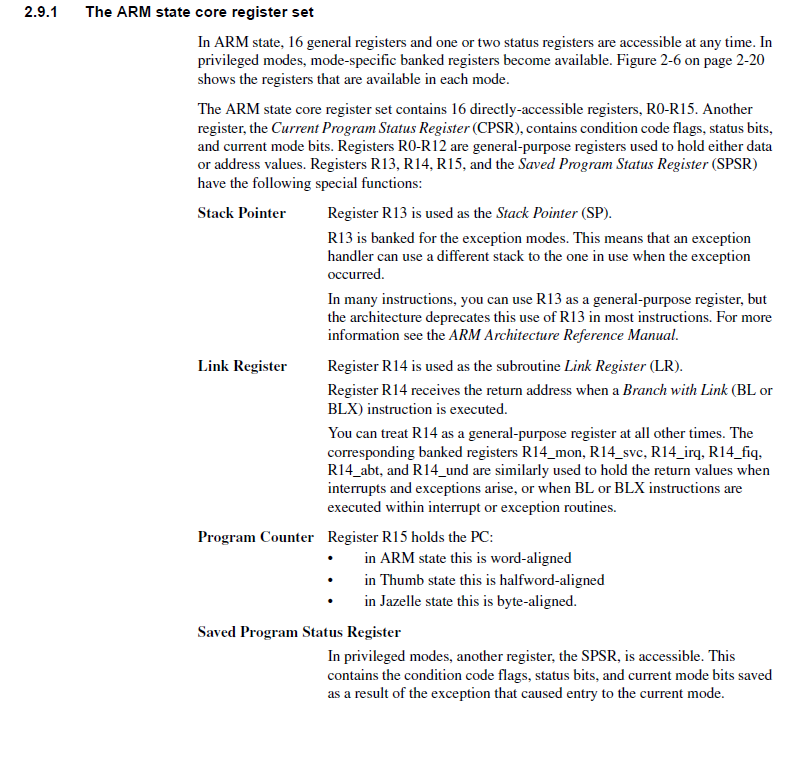 2.9.1 The ARM state core register set
In ARM state, 16 general registers and one or two status registers are accessible at any time. In
privileged modes, mode-specific banked registers become available. Figure 2-6 on page 2-20
shows the registers that are available in each mode.
The ARM state core register set contains 16 directly-accessible registers, R0-R15. Another
register, the Current Program Status Register (CPSR), contains condition code flags, status bits,
and current mode bits. Registers R0-R12 are general-purpose registers used to hold either data
or address values. Registers R13, R14, R15, and the Saved Program Status Register (SPSR)
have the following special functions:
Stack Pointer Register R13 is used as the Stack Pointer (SP).
R13 is banked for the exception modes. This means that an exception
handler can use a different stack to the one in use when the exception
occurred.
In many instructions, you can use R13 as a general-purpose register, but
the architecture deprecates this use of R13 in most instructions. For more
information see the ARM Architecture Reference Manual.
Link Register Register R14 is used as the subroutine Link Register (LR).
Register R14 receives the return address when a Branch with Link (BL or
BLX) instruction is executed.
You can treat R14 as a general-purpose register at all other times. The
corresponding banked registers R14_mon, R14_svc, R14_irq, R14_fiq,
R14_abt, and R14_und are similarly used to hold the return values when
interrupts and exceptions arise, or when BL or BLX instructions are
executed within interrupt or exception routines.
Program Counter Register R15 holds the PC:
• in ARM state this is word-aligned
• in Thumb state this is halfword-aligned
• in Jazelle state this is byte-aligned.
Saved Program Status Register
In privileged modes, another register, the SPSR, is accessible. This
contains the condition code flags, status bits, and current mode bits saved
as a result of the exception that caused entry to the current mode.